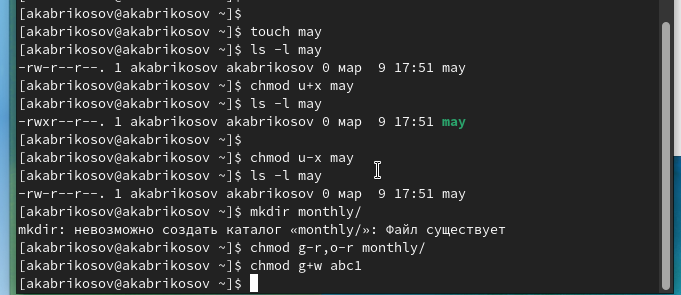 [akabrikosov@akabrikosov ~]$
[akabrikosov@akabrikosov ~]$ touch may
[akabrikosov@akabrikosov ~]$ ls -l may
-rw-r--r--. 1 akabrikosov akabrikosov 0 мар  9 17:51 may
[akabrikosov@akabrikosov ~]$ chmod u+x may
[akabrikosov@akabrikosov ~]$ ls -l may
-rwxr--r--. 1 akabrikosov akabrikosov 0 мар  9 17:51 may
[akabrikosov@akabrikosov ~]$
[akabrikosov@akabrikosov ~]$ chmod u-x may
[akabrikosov@akabrikosov ~]$ ls -l may
-rw-r--r--. 1 akabrikosov akabrikosov 0 мар  9 17:51 may
[akabrikosov@akabrikosov ~]$ mkdir monthly/
mkdir: невозможно создать каталог «monthly/»: Файл существует
[akabrikosov@akabrikosov ~]$ chmod g-r,o-r monthly/
[akabrikosov@akabrikosov ~]$ chmod g+w abc1
[akabrikosov@akabrikosov ~]$